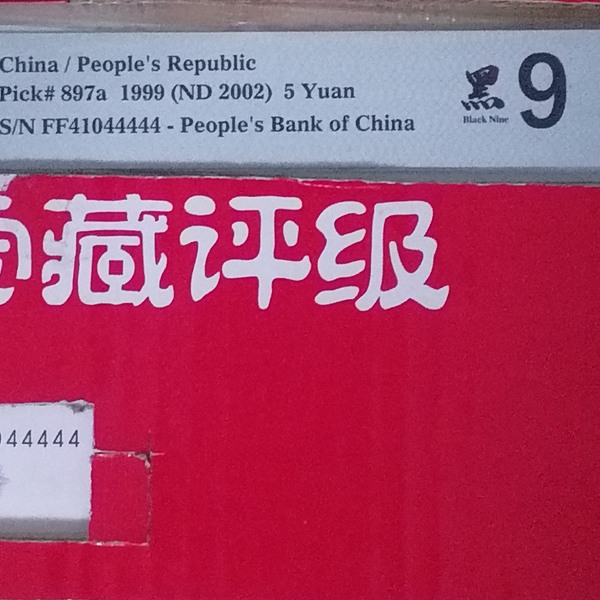 China / People's Republic
Pick# 897a 1999 (ND 2002) 5 Yuan
S/N FF41044444 - People's Bank of China
黑
Black Nine
9
藏评级
044444